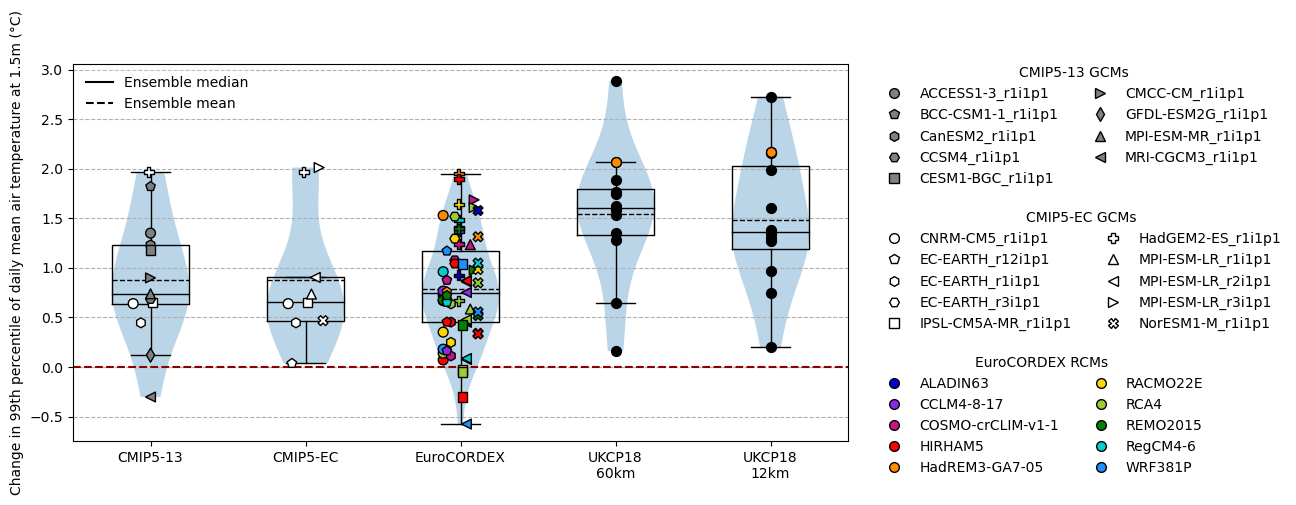 Change in 99th percentile of daily mean air temperature at 1.5m (°C)
3.0
2.5
2.0
1.5
1.0
0.5
0.0
−0.5
Ensemble median
Ensemble mean
CMIP5-13
CMIP5-EC
EuroCORDEX
UKCP18
60km
UKCP18
12km
CMIP5-13 GCMs
ACCESS1-3_r1i1p1
BCC-CSM1-1_r1i1p1
CanESM2_r1i1p1
CCSM4_r1i1p1
CESM1-BGC_r1i1p1
CMCC-CM_r1i1p1
GFDL-ESM2G_r1i1p1
MPI-ESM-MR_r1i1p1
MRI-CGCM3_r1i1p1
CMIP5-EC GCMs
CNRM-CM5_r1i1p1
EC-EARTH_r12i1p1
EC-EARTH_r1i1p1
EC-EARTH_r3i1p1
IPSL-CM5A-MR_r1i1p1
HadGEM2-ES_r1i1p1
MPI-ESM-LR_r1i1p1
MPI-ESM-LR_r2i1p1
MPI-ESM-LR_r3i1p1
NorESM1-M_r1i1p1
EuroCORDEX RCMs
ALADIN63
CCLM4-8-17
COSMO-crCLIM-v1-1
HIRHAM5
HadREM3-GA7-05
RACMO22E
RCA4
REMO2015
RegCM4-6
WRF381P